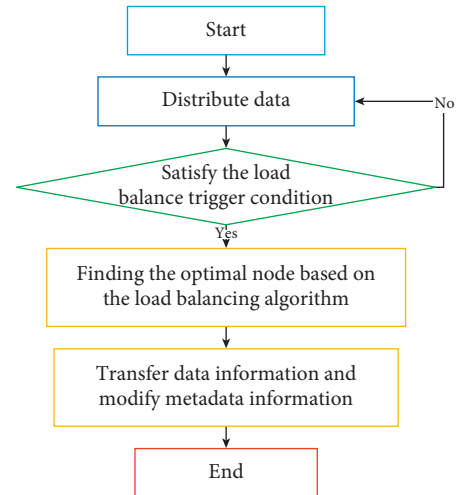 Start
Distribute data
No
Satisfy the load
balance trigger condition
Yes
Finding the optimal node based on
the load balancing algorithm
Transfer data information and
modify metadata information
End